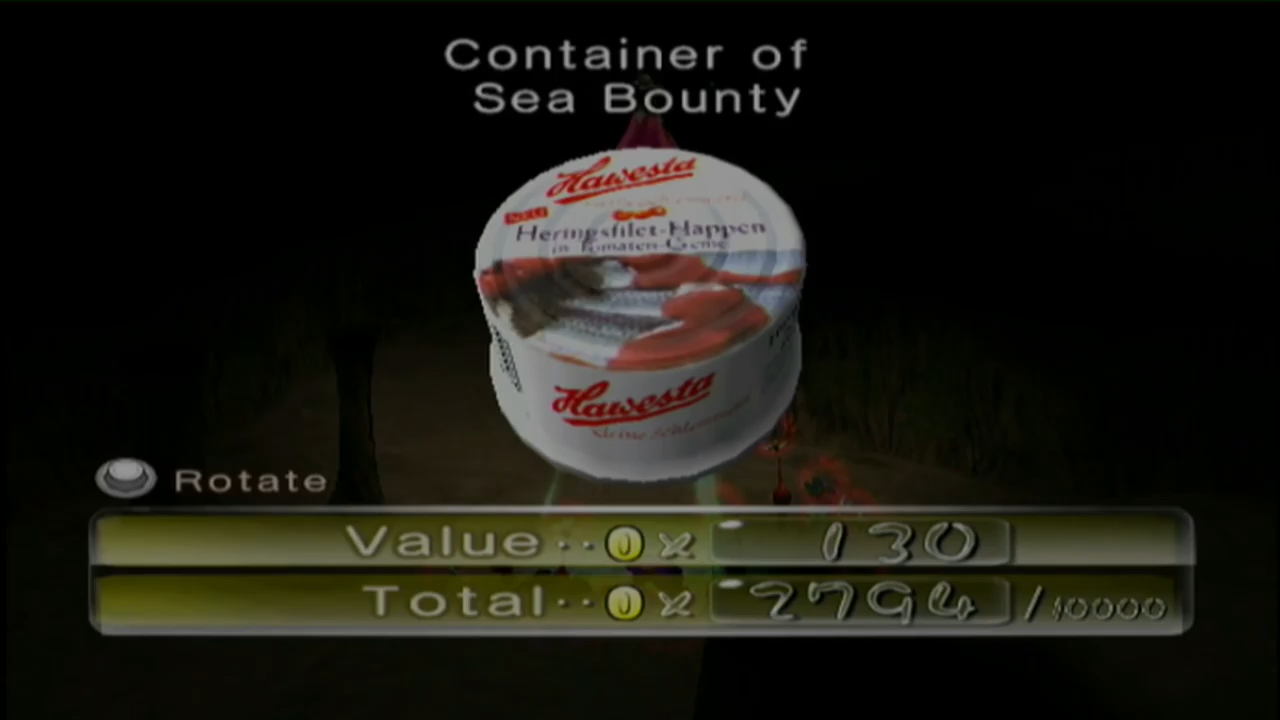 Container of
Sea Bounty
Hawesta
Heringsfilet-Happen
in Tomaten-Creme
Hawesta
Rotate
Value·· x 130
Total·· x 2794 /10000